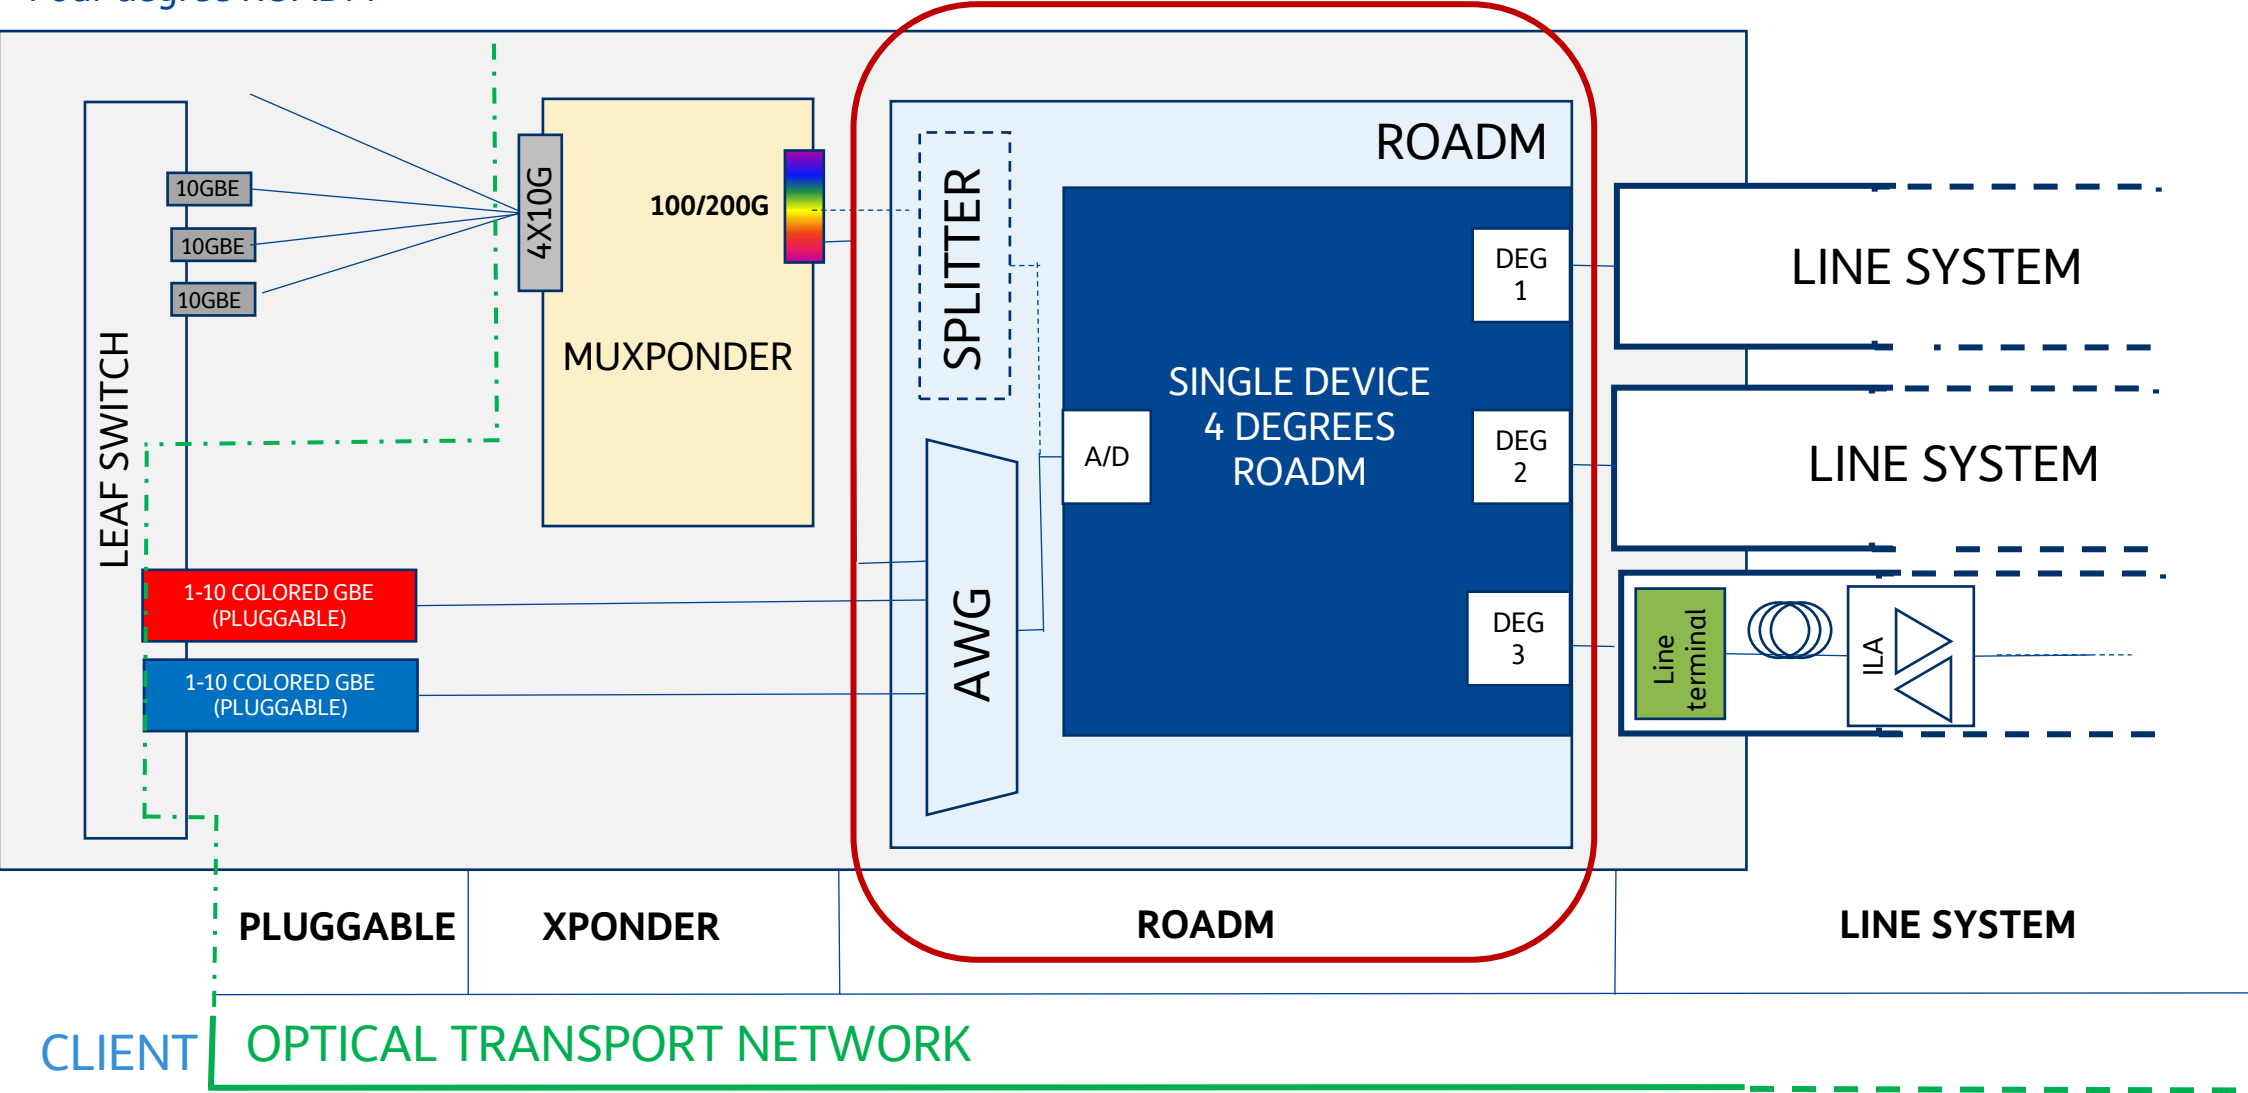 ROADM
SPLITTER
10GBE
10GBE
10GBE
4X10G
100/200G
MUXPONDER
LEAF SWITCH
SINGLE DEVICE
4 DEGREES
ROADM
A/D
DEG
1
DEG
2
DEG
3
LINE SYSTEM
LINE SYSTEM
Line
terminal
ILA
1-10 COLORED GBE
(PLUGGABLE)
1-10 COLORED GBE
(PLUGGABLE)
AWG
PLUGGABLE
XPONDER
ROADM
LINE SYSTEM
CLIENT
OPTICAL TRANSPORT NETWORK